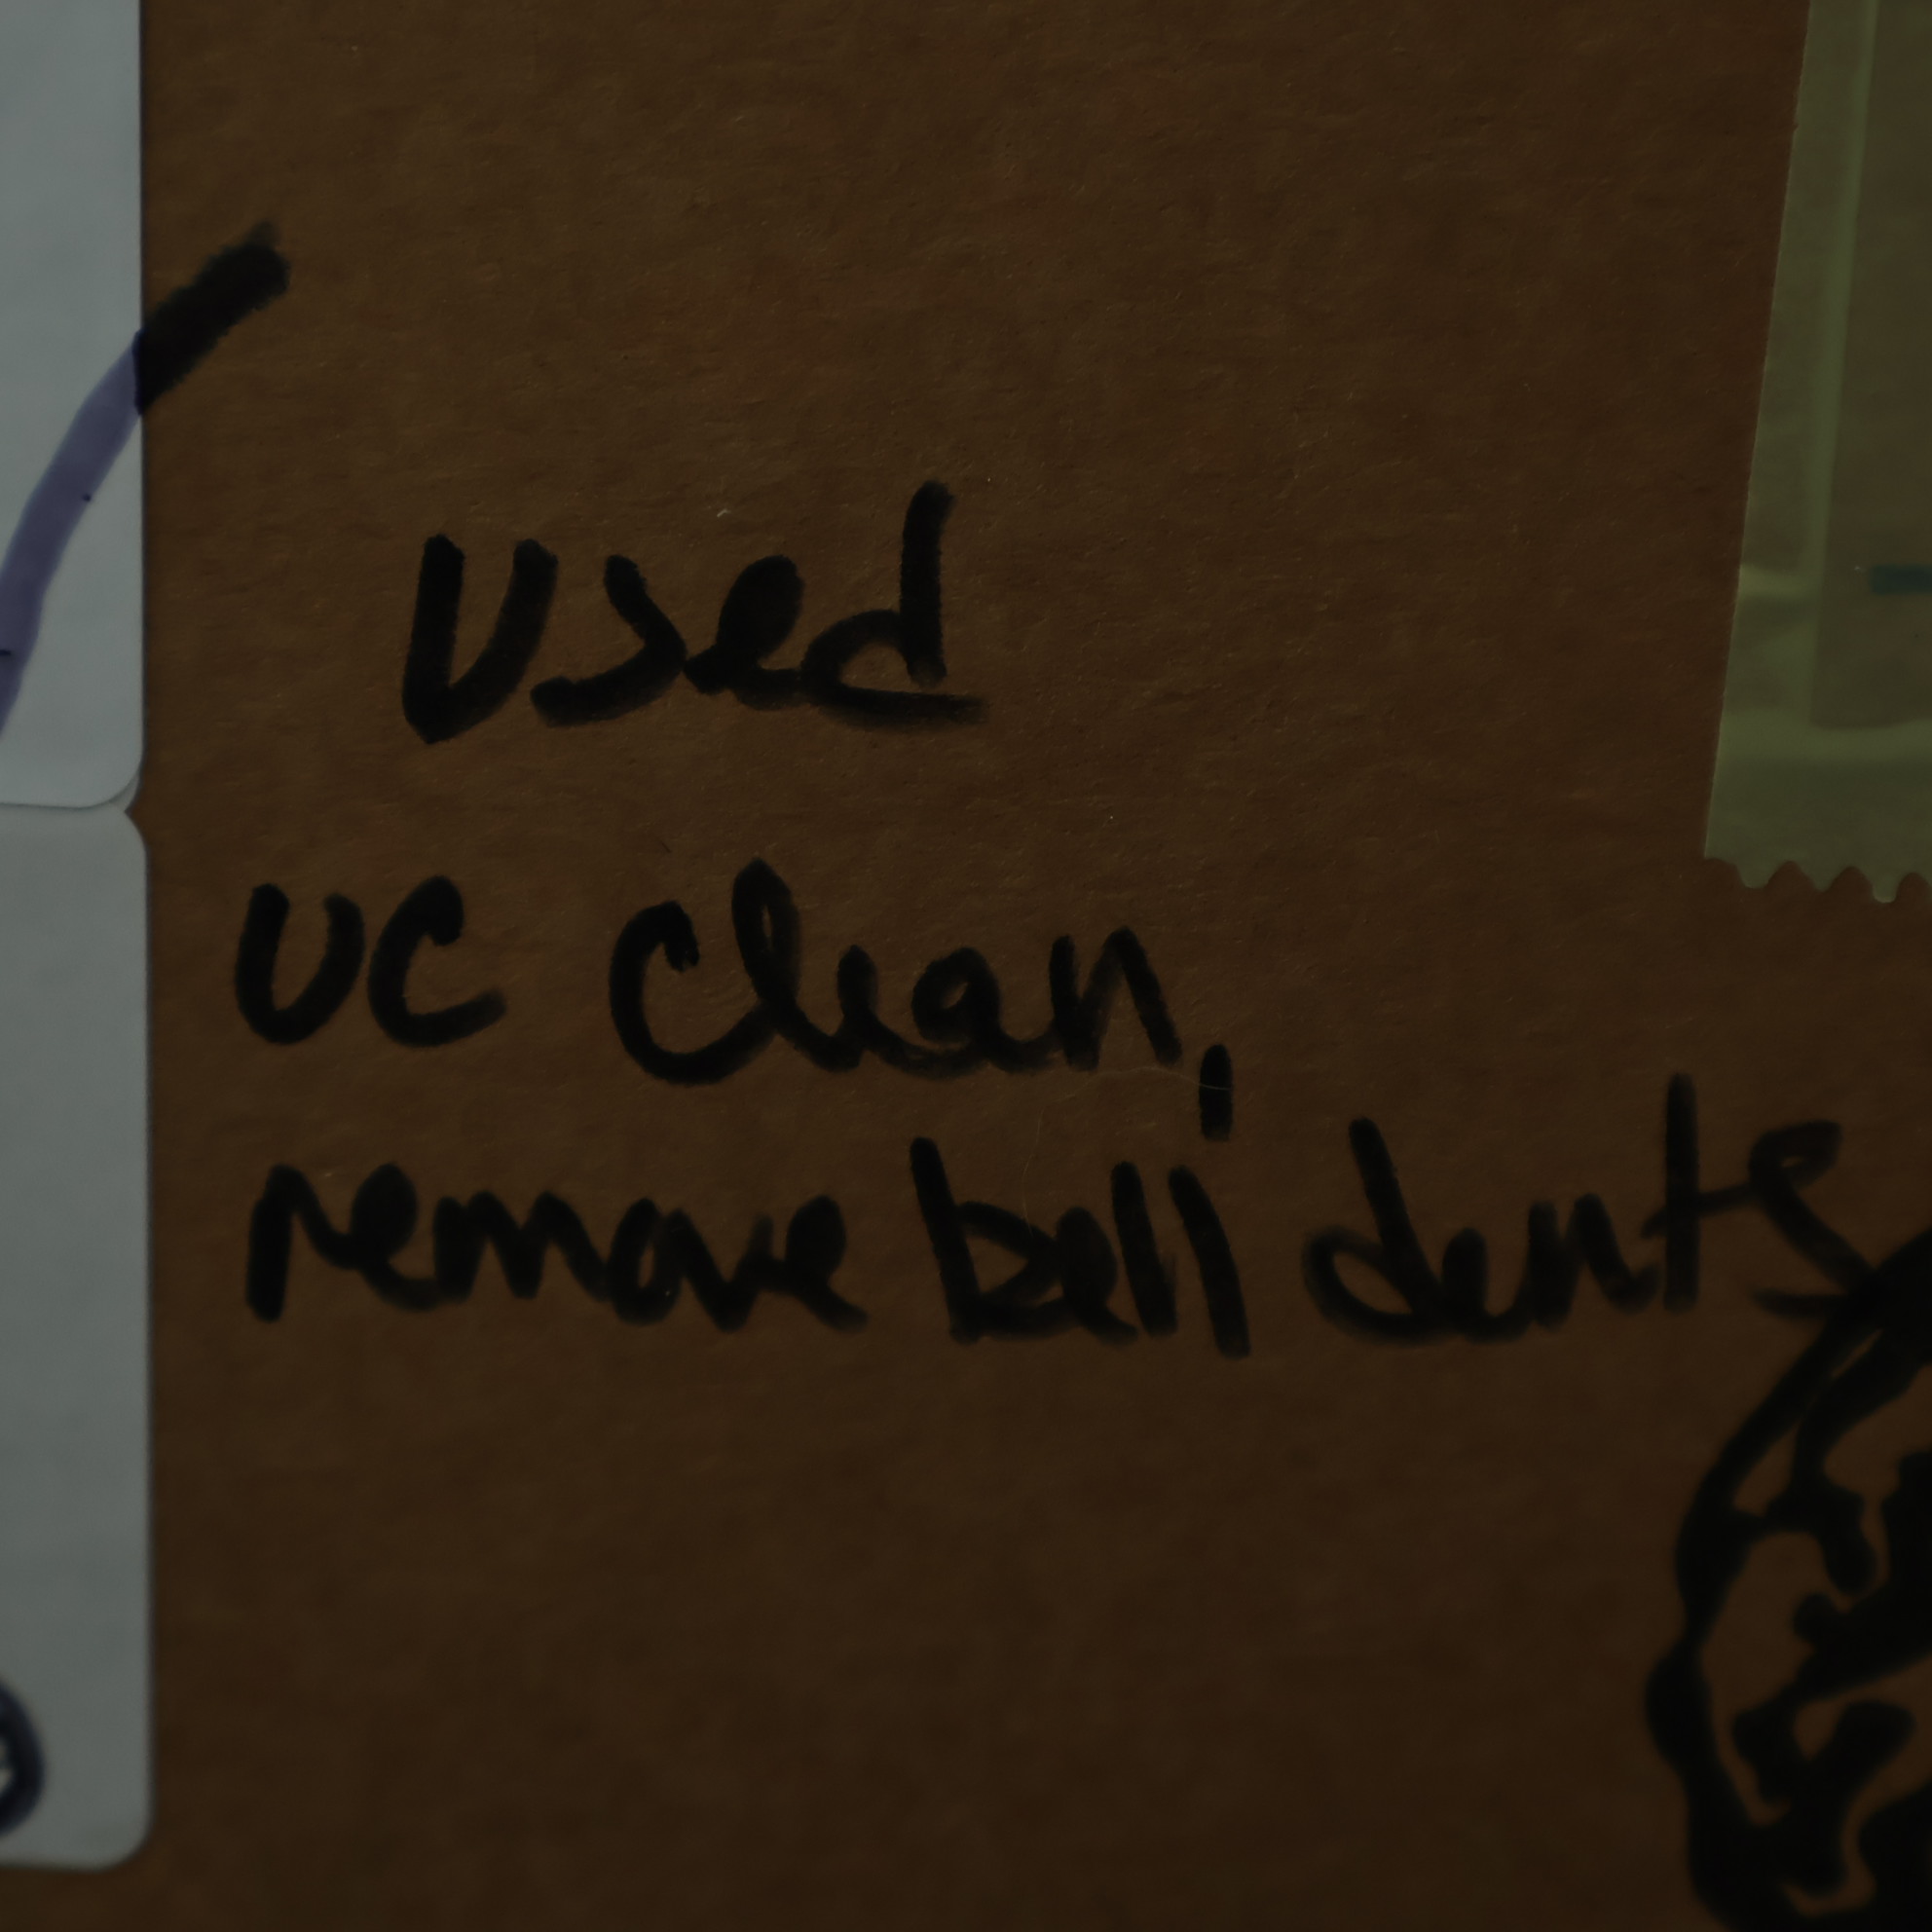 Used
UC Clean,
remove bell dents